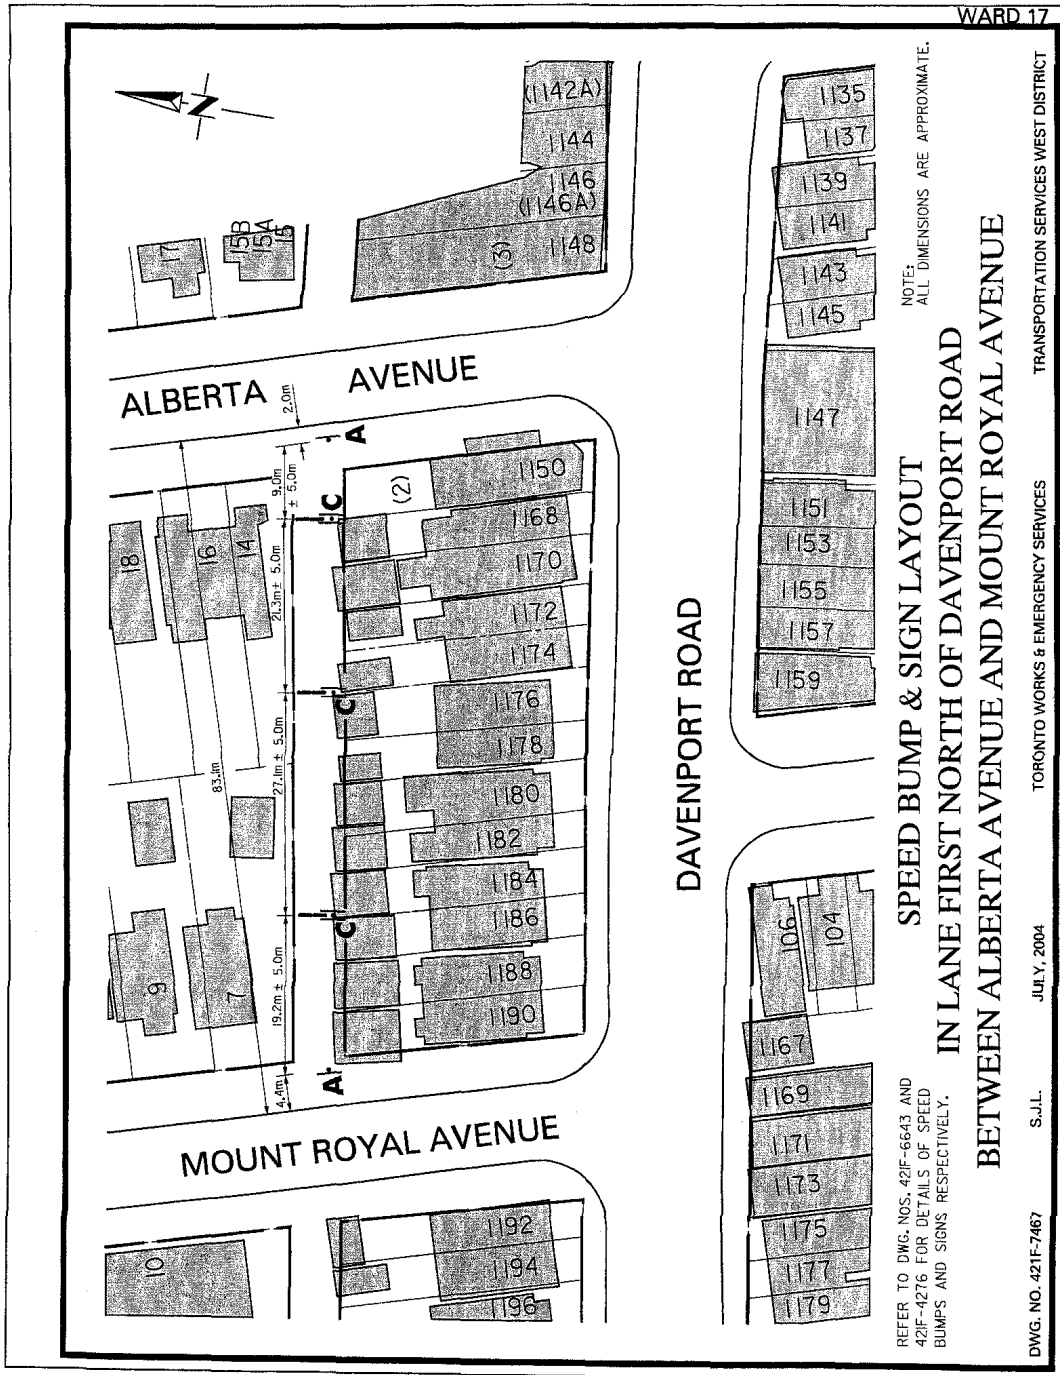 WARD 17
N
17
15B
15A
15
(1142A)
1144
1146
(1146A)
(3)
1148
ALBERTA AVENUE
2.0m
A
9.0m
± 5.0m
C
21.3m ± 5.0m
C
27.1m ± 5.0m
83.1m
C
19.2m ± 5.0m
4.4m
A
18
16
14
9
7
10
(2)
1150
1168
1170
1172
1174
1176
1178
1180
1182
1184
1186
1188
1190
MOUNT ROYAL AVENUE
1192
1194
1196
DAVENPORT ROAD
1135
1137
1139
1141
1143
1145
1147
1151
1153
1155
1157
1159
106
104
1167
1169
1171
1173
1175
1177
1179
NOTE:
ALL DIMENSIONS ARE APPROXIMATE.
REFER TO DWG. NOS. 421F-6643 AND
421F-4276 FOR DETAILS OF SPEED
BUMPS AND SIGNS RESPECTIVELY.
SPEED BUMP & SIGN LAYOUT
IN LANE FIRST NORTH OF DAVENPORT ROAD
BETWEEN ALBERTA AVENUE AND MOUNT ROYAL AVENUE
DWG. NO. 421F-7467 S.J.L. JULY, 2004 TORONTO WORKS & EMERGENCY SERVICES TRANSPORTATION SERVICES WEST DISTRICT